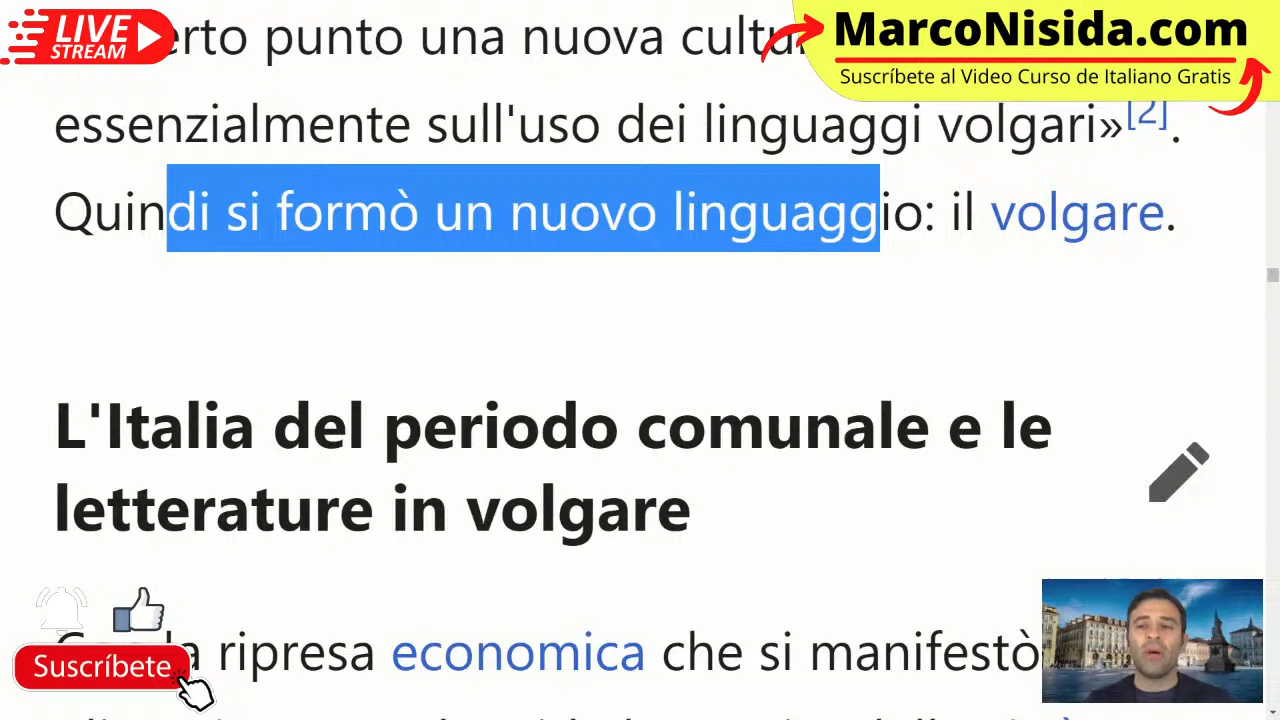 LIVE
STREAM
erto punto una nuova cultu
MarcoNisida.com
Suscríbete al Video Curso de Italiano Gratis
essenzialmente sull'uso dei linguaggi volgari»[2].
Quindi si formò un nuovo linguaggio: il volgare.
L'Italia del periodo comunale e le
letterature in volgare
la ripresa economica che si manifestò
Suscríbete